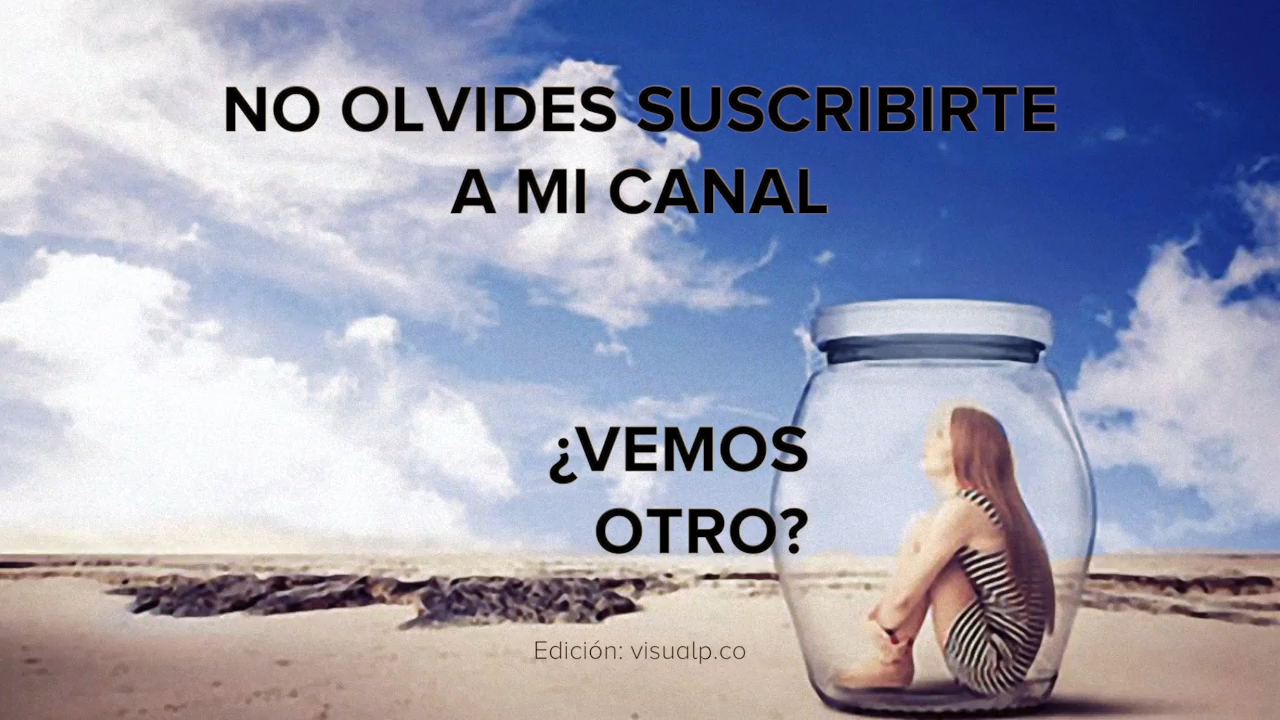 NO OLVIDES SUSCRIBIRTE
A MI CANAL
¿VEMOS
OTRO?
Edición: visualp.co